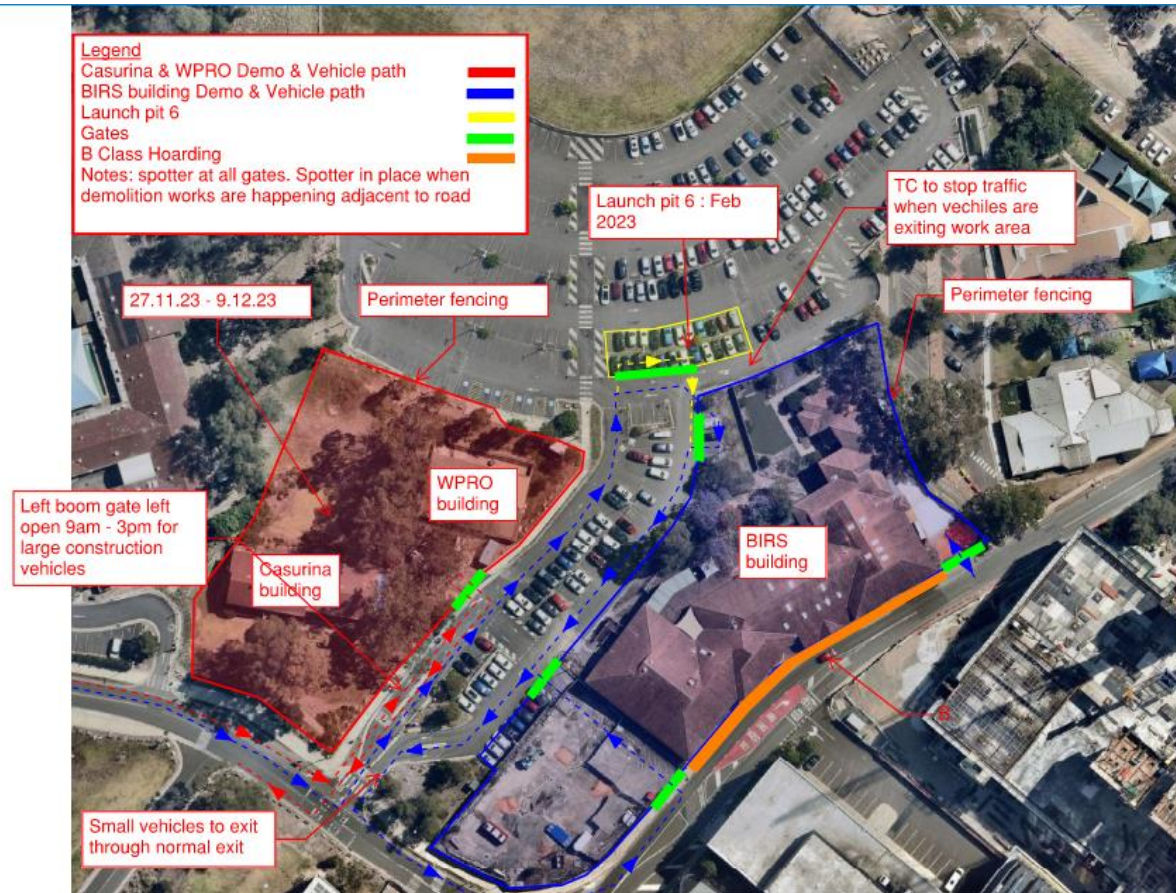 Legend
Casurina & WPRO Demo & Vehicle path
BIRS building Demo & Vehicle path
Launch pit 6
Gates
B Class Hoarding
Notes: spotter at all gates. Spotter in place when
demolition works are happening adjacent to road
Launch pit 6 : Feb
2023
TC to stop traffic
when vechiles are
exiting work area
27.11.23 - 9.12.23
Perimeter fencing
Perimeter fencing
WPRO
building
Left boom gate left
open 9am - 3pm for
large construction
vehicles
Casurina
building
BIRS
building
B
Small vehicles to exit
through normal exit